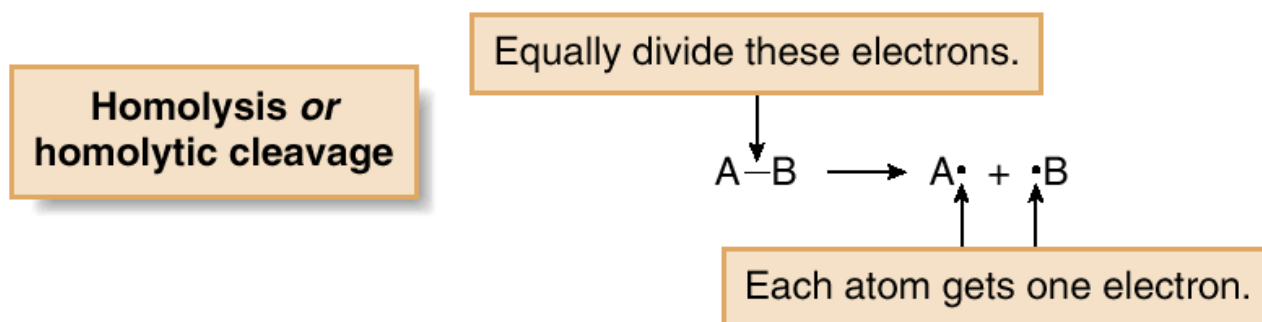 Equally divide these electrons.
Homolysis or
homolytic cleavage
A—B → A• + •B
Each atom gets one electron.